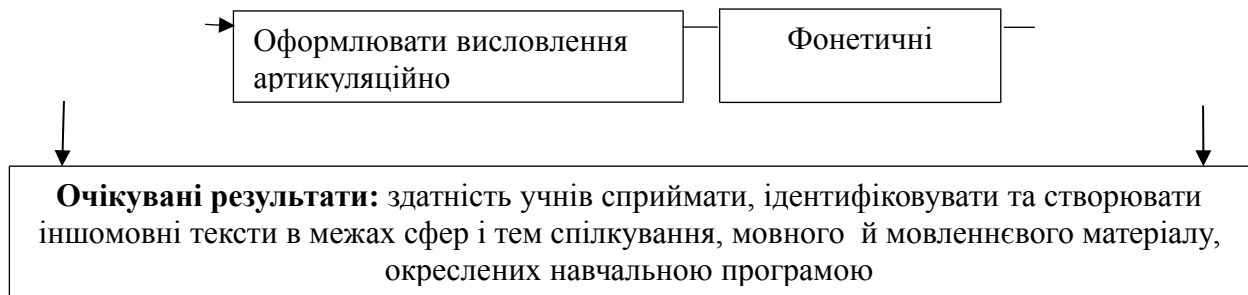 Оформлювати висловлення
артикуляційно
Фонетичні
Очікувані результати: здатність учнів сприймати, ідентифіковувати та створювати
іншомовні тексти в межах сфер і тем спілкування, мовного й мовленнєвого матеріалу,
окреслених навчальною програмою